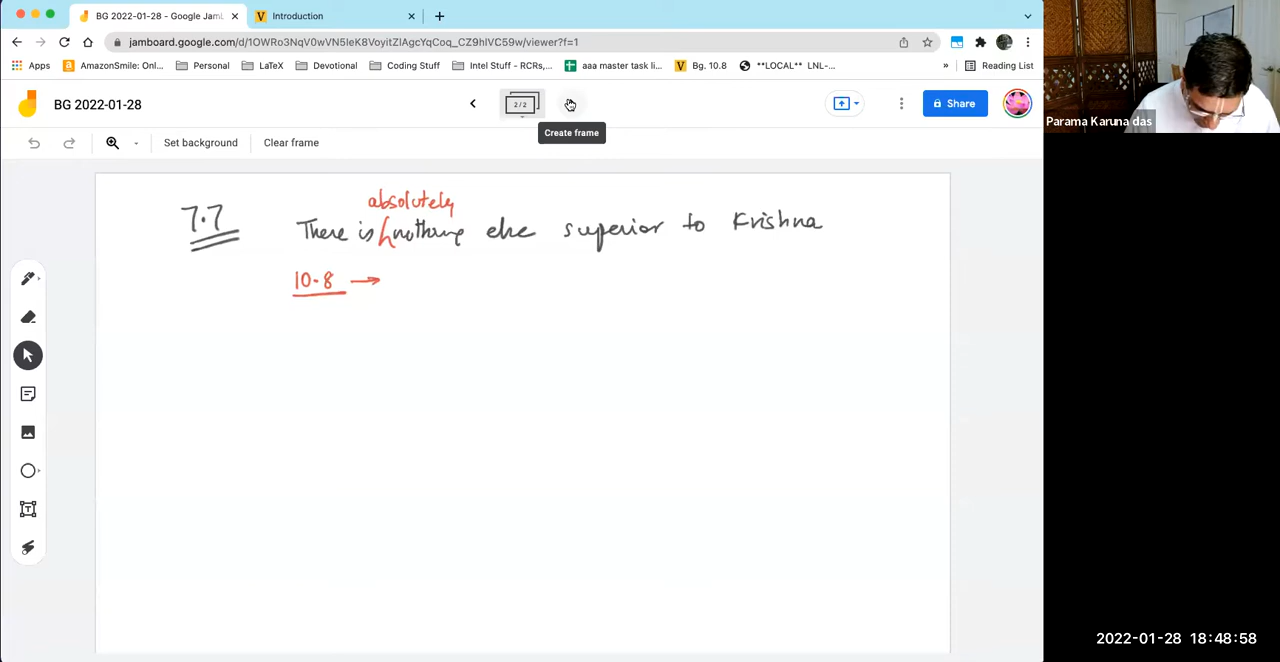 BG 2022-01-28 - Google Jam
Introduction
jamboard.google.com/d/1OWRo3NqV0wVN5leK8VoyitZlAgcYqCoq_CZ9hlVC59w/viewer?f=1
Apps AmazonSmile: Onl... Personal LaTeX Devotional Coding Stuff Intel Stuff - RCRs,... aaa master task li... Bg. 10.8 **LOCAL** LNL-... » Reading List
BG 2022-01-28
2/2
Share
Create frame
Set background Clear frame
Parama Karuna das
absolutely
7.7 There is nothing else superior to Krishna
10.8 →
2022-01-28 18:48:58